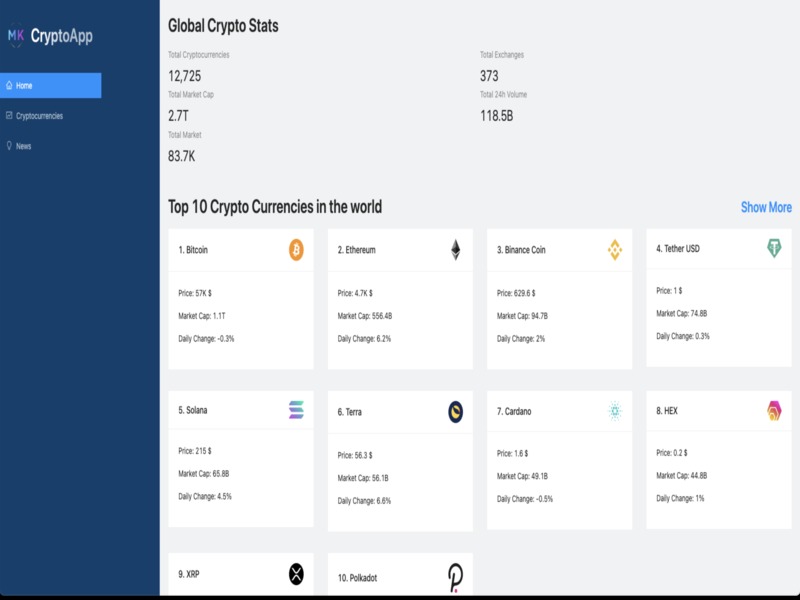 MK CryptoApp
Home
Cryptocurrencies
News
Global Crypto Stats
Total Cryptocurrencies
12,725
Total Exchanges
373
Total Market Cap
2.7T
Total 24h Volume
118.5B
Total Market
83.7K
Top 10 Crypto Currencies in the world
Show More
1. Bitcoin
Price: 57K $
Market Cap: 1.1T
Daily Change: -0.3%
2. Ethereum
Price: 4.7K $
Market Cap: 556.4B
Daily Change: 6.2%
3. Binance Coin
Price: 629.6 $
Market Cap: 94.7B
Daily Change: 2%
4. Tether USD
Price: 1 $
Market Cap: 74.8B
Daily Change: 0.3%
5. Solana
Price: 215 $
Market Cap: 65.8B
Daily Change: 4.5%
6. Terra
Price: 56.3 $
Market Cap: 56.1B
Daily Change: 6.6%
7. Cardano
Price: 1.6 $
Market Cap: 49.1B
Daily Change: -0.5%
8. HEX
Price: 0.2 $
Market Cap: 44.8B
Daily Change: 1%
9. XRP
10. Polkadot